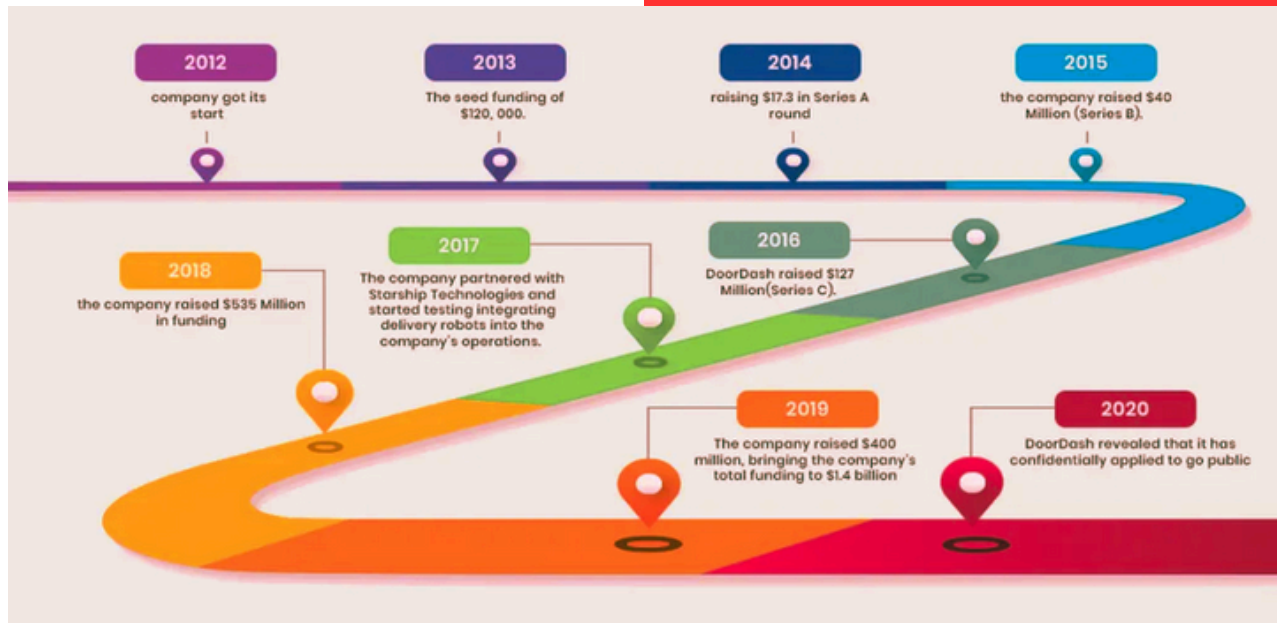 2012
company got its
start
2013
The seed funding of
$120, 000.
2014
raising $17.3 in Series A
round
2015
the company raised $40
Million (Series B).
2016
DoorDash raised $127
Million(Series C).
2017
The company partnered with
Starship Technologies and
started testing integrating
delivery robots into the
company's operations.
2018
the company raised $535 Million
in funding
2019
The company raised $400
million, bringing the company's
total funding to $1.4 billion
2020
DoorDash revealed that it has
confidentially applied to go public